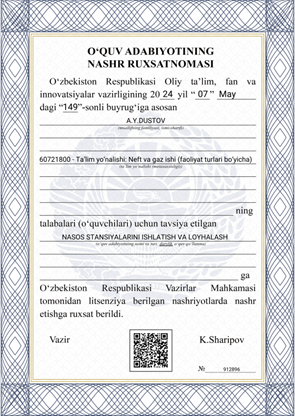 O‘QUV ADABIYOTINING
NASHR RUXSATNOMASI
O‘zbekiston Respublikasi Oliy ta’lim, fan va
innovatsiyalar vazirligining 20 24 yil “ 07 ” May
dagi “149”-sonli buyrug‘iga asosan
A.Y.DUSTOV
(muallifning familiyasi, ismi-sharifi)
60721800 - Ta’lim yo‘nalishi: Neft va gaz ishi (faoliyat turlari bo‘yicha)
(ta’lim yo‘nalishi (mutaxassisligi))
ning
talabalari (o‘quvchilari) uchun tavsiya etilgan
NASOS STANSIYALARINI ISHLATISH VA LOYHALASH
(o‘quv adabiyotining nomi va turi: darslik, o‘quv qo‘llanma)
ga
O‘zbekiston Respublikasi Vazirlar Mahkamasi
tomonidan litsenziya berilgan nashriyotlarda nashr
etishga ruxsat berildi.
Vazir K.Sharipov
№ 912896